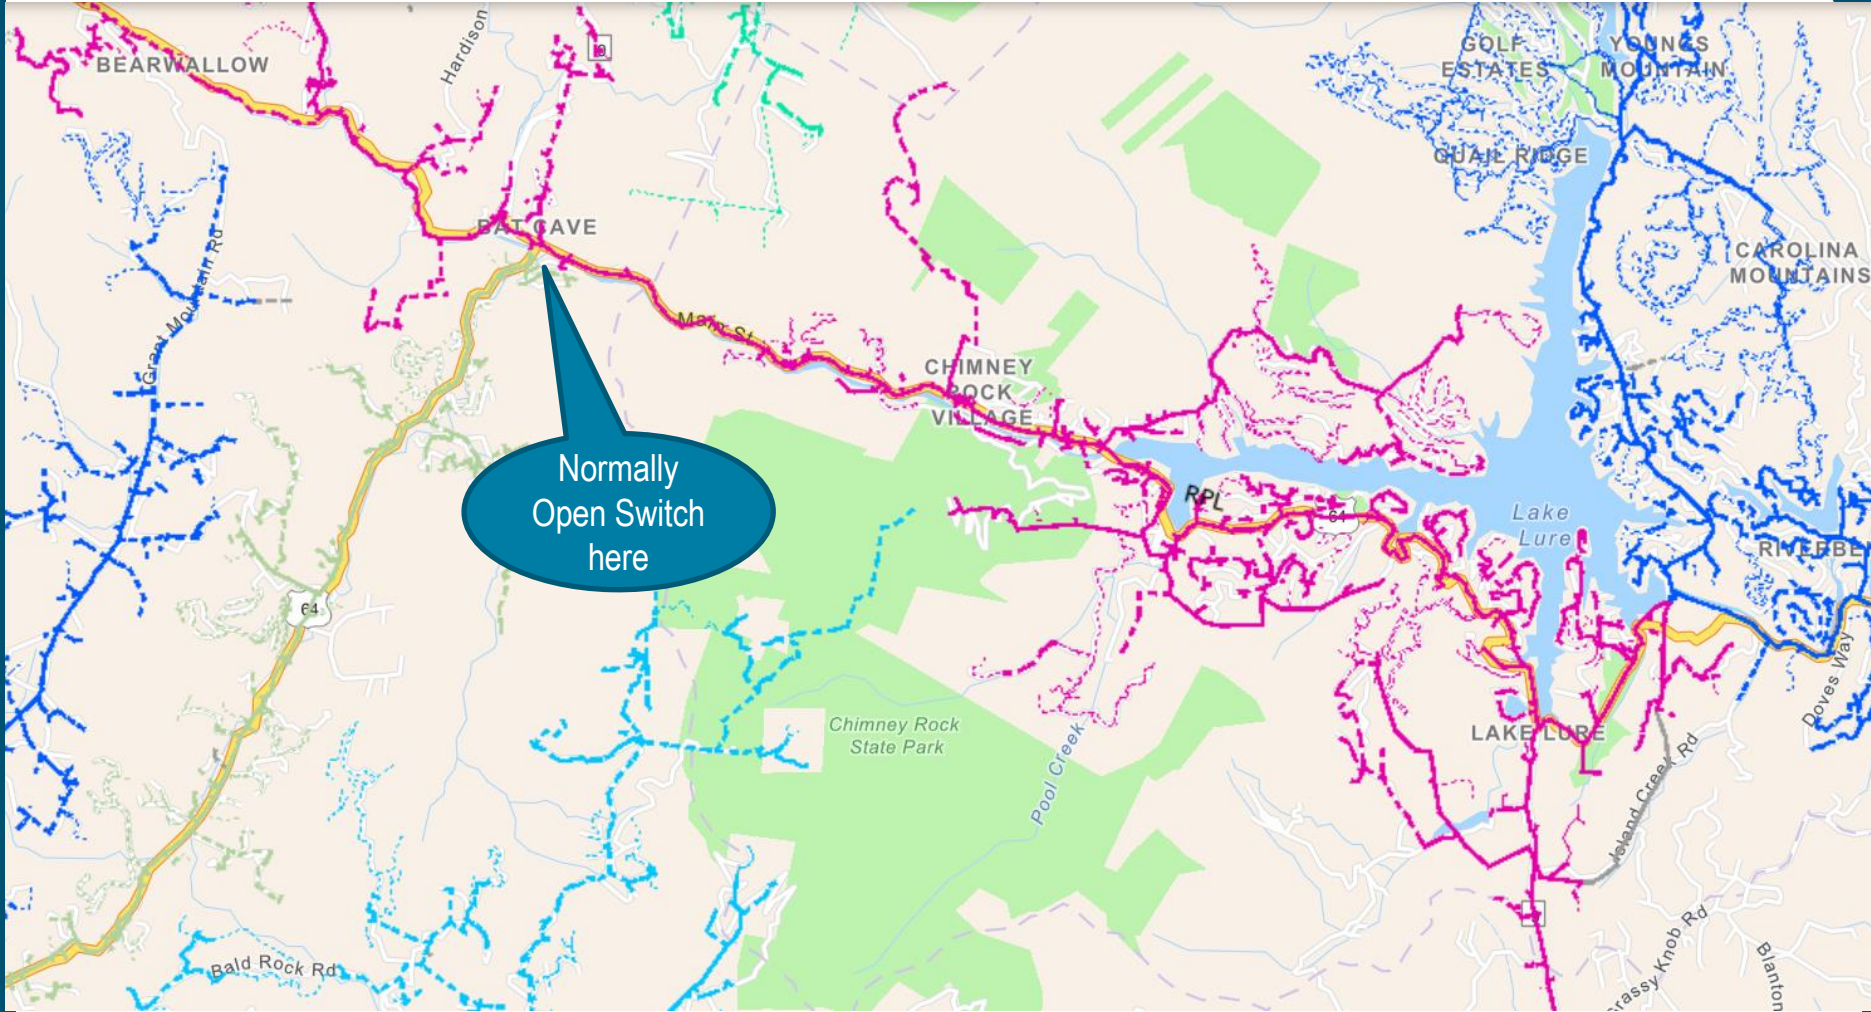 Hardison
9
BEARWALLOW
GOLF
ESTATES
YOUNGS
MOUNTAIN
QUAIL RIDGE
BAT CAVE
CAROLINA
MOUNTAINS
Grant Mountain Rd
Main St
CHIMNEY
ROCK
VILLAGE
Normally
Open Switch
here
RPL
64
Lake
Lure
RIVERBE
64
Doves Way
Chimney Rock
State Park
LAKE LURE
Pool Creek
Island Creek Rd
Bald Rock Rd
Grassy Knob Rd
Blanton